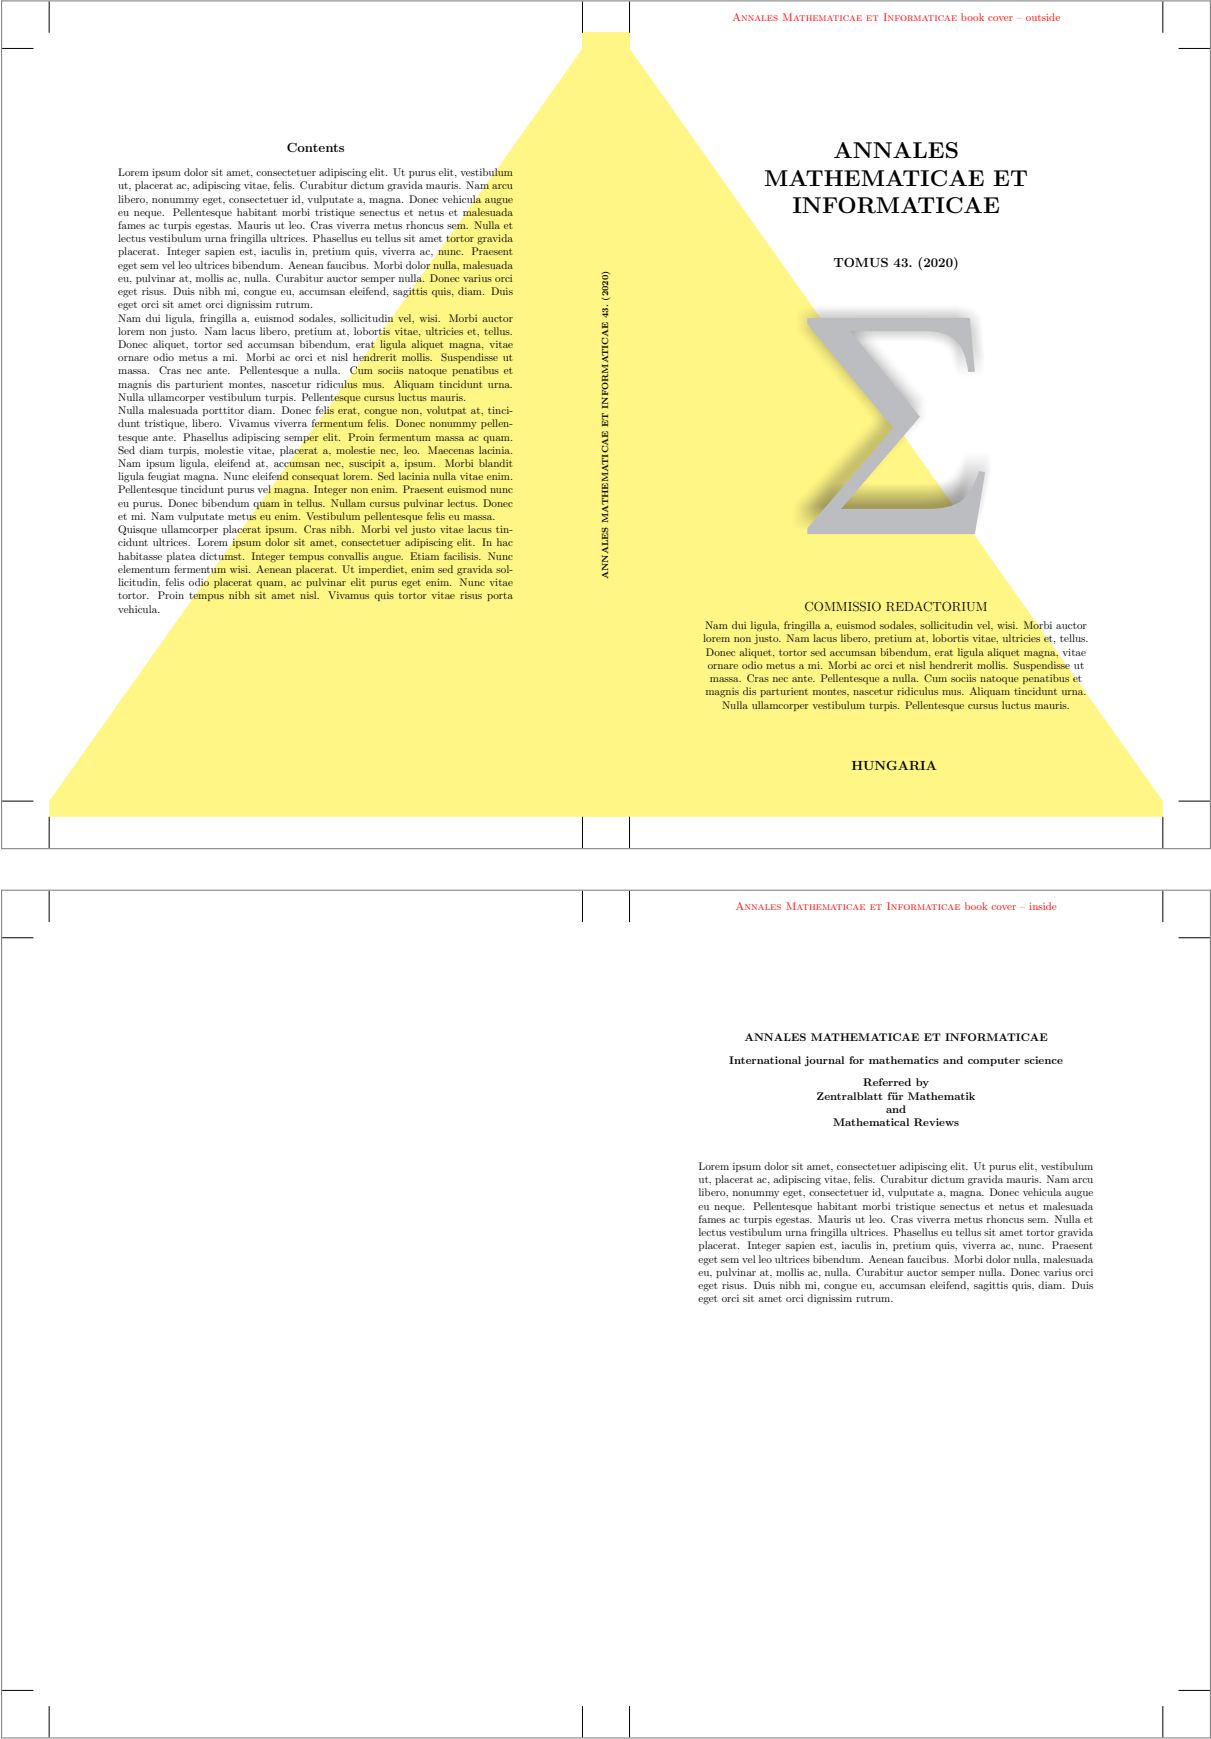 ANNALES MATHEMATICAE ET INFORMATICAE book cover – outside
Contents
Lorem ipsum dolor sit amet, consectetuer adipiscing elit. Ut purus elit, vestibulum
ut, placerat ac, adipiscing vitae, felis. Curabitur dictum gravida mauris. Nam arcu
libero, nonummy eget, consectetuer id, vulputate a, magna. Donec vehicula augue
eu neque. Pellentesque habitant morbi tristique senectus et netus et malesuada
fames ac turpis egestas. Mauris ut leo. Cras viverra metus rhoncus sem. Nulla et
lectus vestibulum urna fringilla ultrices. Phasellus eu tellus sit amet tortor gravida
placerat. Integer sapien est, iaculis in, pretium quis, viverra ac, nunc. Praesent
eget sem vel leo ultrices bibendum. Aenean faucibus. Morbi dolor nulla, malesuada
eu, pulvinar at, mollis ac, nulla. Curabitur auctor semper nulla. Donec varius orci
eget risus. Duis nibh mi, congue eu, accumsan eleifend, sagittis quis, diam. Duis
eget orci sit amet orci dignissim rutrum.
Nam dui ligula, fringilla a, euismod sodales, sollicitudin vel, wisi. Morbi auctor
lorem non justo. Nam lacus libero, pretium at, lobortis vitae, ultricies et, tellus.
Donec aliquet, tortor sed accumsan bibendum, erat ligula aliquet magna, vitae
ornare odio metus a mi. Morbi ac orci et nisl hendrerit mollis. Suspendisse ut
massa. Cras nec ante. Pellentesque a nulla. Cum sociis natoque penatibus et
magnis dis parturient montes, nascetur ridiculus mus. Aliquam tincidunt urna.
Nulla ullamcorper vestibulum turpis. Pellentesque cursus luctus mauris.
Nulla malesuada porttitor diam. Donec felis erat, congue non, volutpat at, tinci-
dunt tristique, libero. Vivamus viverra fermentum felis. Donec nonummy pellen-
tesque ante. Phasellus adipiscing semper elit. Proin fermentum massa ac quam.
Sed diam turpis, molestie vitae, placerat a, molestie nec, leo. Maecenas lacinia.
Nam ipsum ligula, eleifend at, accumsan nec, suscipit a, ipsum. Morbi blandit
ligula feugiat magna. Nunc eleifend consequat lorem. Sed lacinia nulla vitae enim.
Pellentesque tincidunt purus vel magna. Integer non enim. Praesent euismod nunc
eu purus. Donec bibendum quam in tellus. Nullam cursus pulvinar lectus. Donec
et mi. Nam vulputate metus eu enim. Vestibulum pellentesque felis eu massa.
Quisque ullamcorper placerat ipsum. Cras nibh. Morbi vel justo vitae lacus tin-
cidunt ultrices. Lorem ipsum dolor sit amet, consectetuer adipiscing elit. In hac
habitasse platea dictumst. Integer tempus convallis augue. Etiam facilisis. Nunc
elementum fermentum wisi. Aenean placerat. Ut imperdiet, enim sed gravida sol-
licitudin, felis odio placerat quam, ac pulvinar elit purus eget enim. Nunc vitae
tortor. Proin tempus nibh sit amet nisl. Vivamus quis tortor vitae risus porta
vehicula.
ANNALES MATHEMATICAE ET INFORMATICAE 43. (2020)
ANNALES
MATHEMATICAE ET
INFORMATICAE
TOMUS 43. (2020)
Σ
COMMISSIO REDACTORIUM
Nam dui ligula, fringilla a, euismod sodales, sollicitudin vel, wisi. Morbi auctor
lorem non justo. Nam lacus libero, pretium at, lobortis vitae, ultricies et, tellus.
Donec aliquet, tortor sed accumsan bibendum, erat ligula aliquet magna, vitae
ornare odio metus a mi. Morbi ac orci et nisl hendrerit mollis. Suspendisse ut
massa. Cras nec ante. Pellentesque a nulla. Cum sociis natoque penatibus et
magnis dis parturient montes, nascetur ridiculus mus. Aliquam tincidunt urna.
Nulla ullamcorper vestibulum turpis. Pellentesque cursus luctus mauris.
HUNGARIA
ANNALES MATHEMATICAE ET INFORMATICAE book cover – inside
ANNALES MATHEMATICAE ET INFORMATICAE
International journal for mathematics and computer science
Referred by
Zentralblatt für Mathematik
and
Mathematical Reviews
Lorem ipsum dolor sit amet, consectetuer adipiscing elit. Ut purus elit, vestibulum
ut, placerat ac, adipiscing vitae, felis. Curabitur dictum gravida mauris. Nam arcu
libero, nonummy eget, consectetuer id, vulputate a, magna. Donec vehicula augue
eu neque. Pellentesque habitant morbi tristique senectus et netus et malesuada
fames ac turpis egestas. Mauris ut leo. Cras viverra metus rhoncus sem. Nulla et
lectus vestibulum urna fringilla ultrices. Phasellus eu tellus sit amet tortor gravida
placerat. Integer sapien est, iaculis in, pretium quis, viverra ac, nunc. Praesent
eget sem vel leo ultrices bibendum. Aenean faucibus. Morbi dolor nulla, malesuada
eu, pulvinar at, mollis ac, nulla. Curabitur auctor semper nulla. Donec varius orci
eget risus. Duis nibh mi, congue eu, accumsan eleifend, sagittis quis, diam. Duis
eget orci sit amet orci dignissim rutrum.